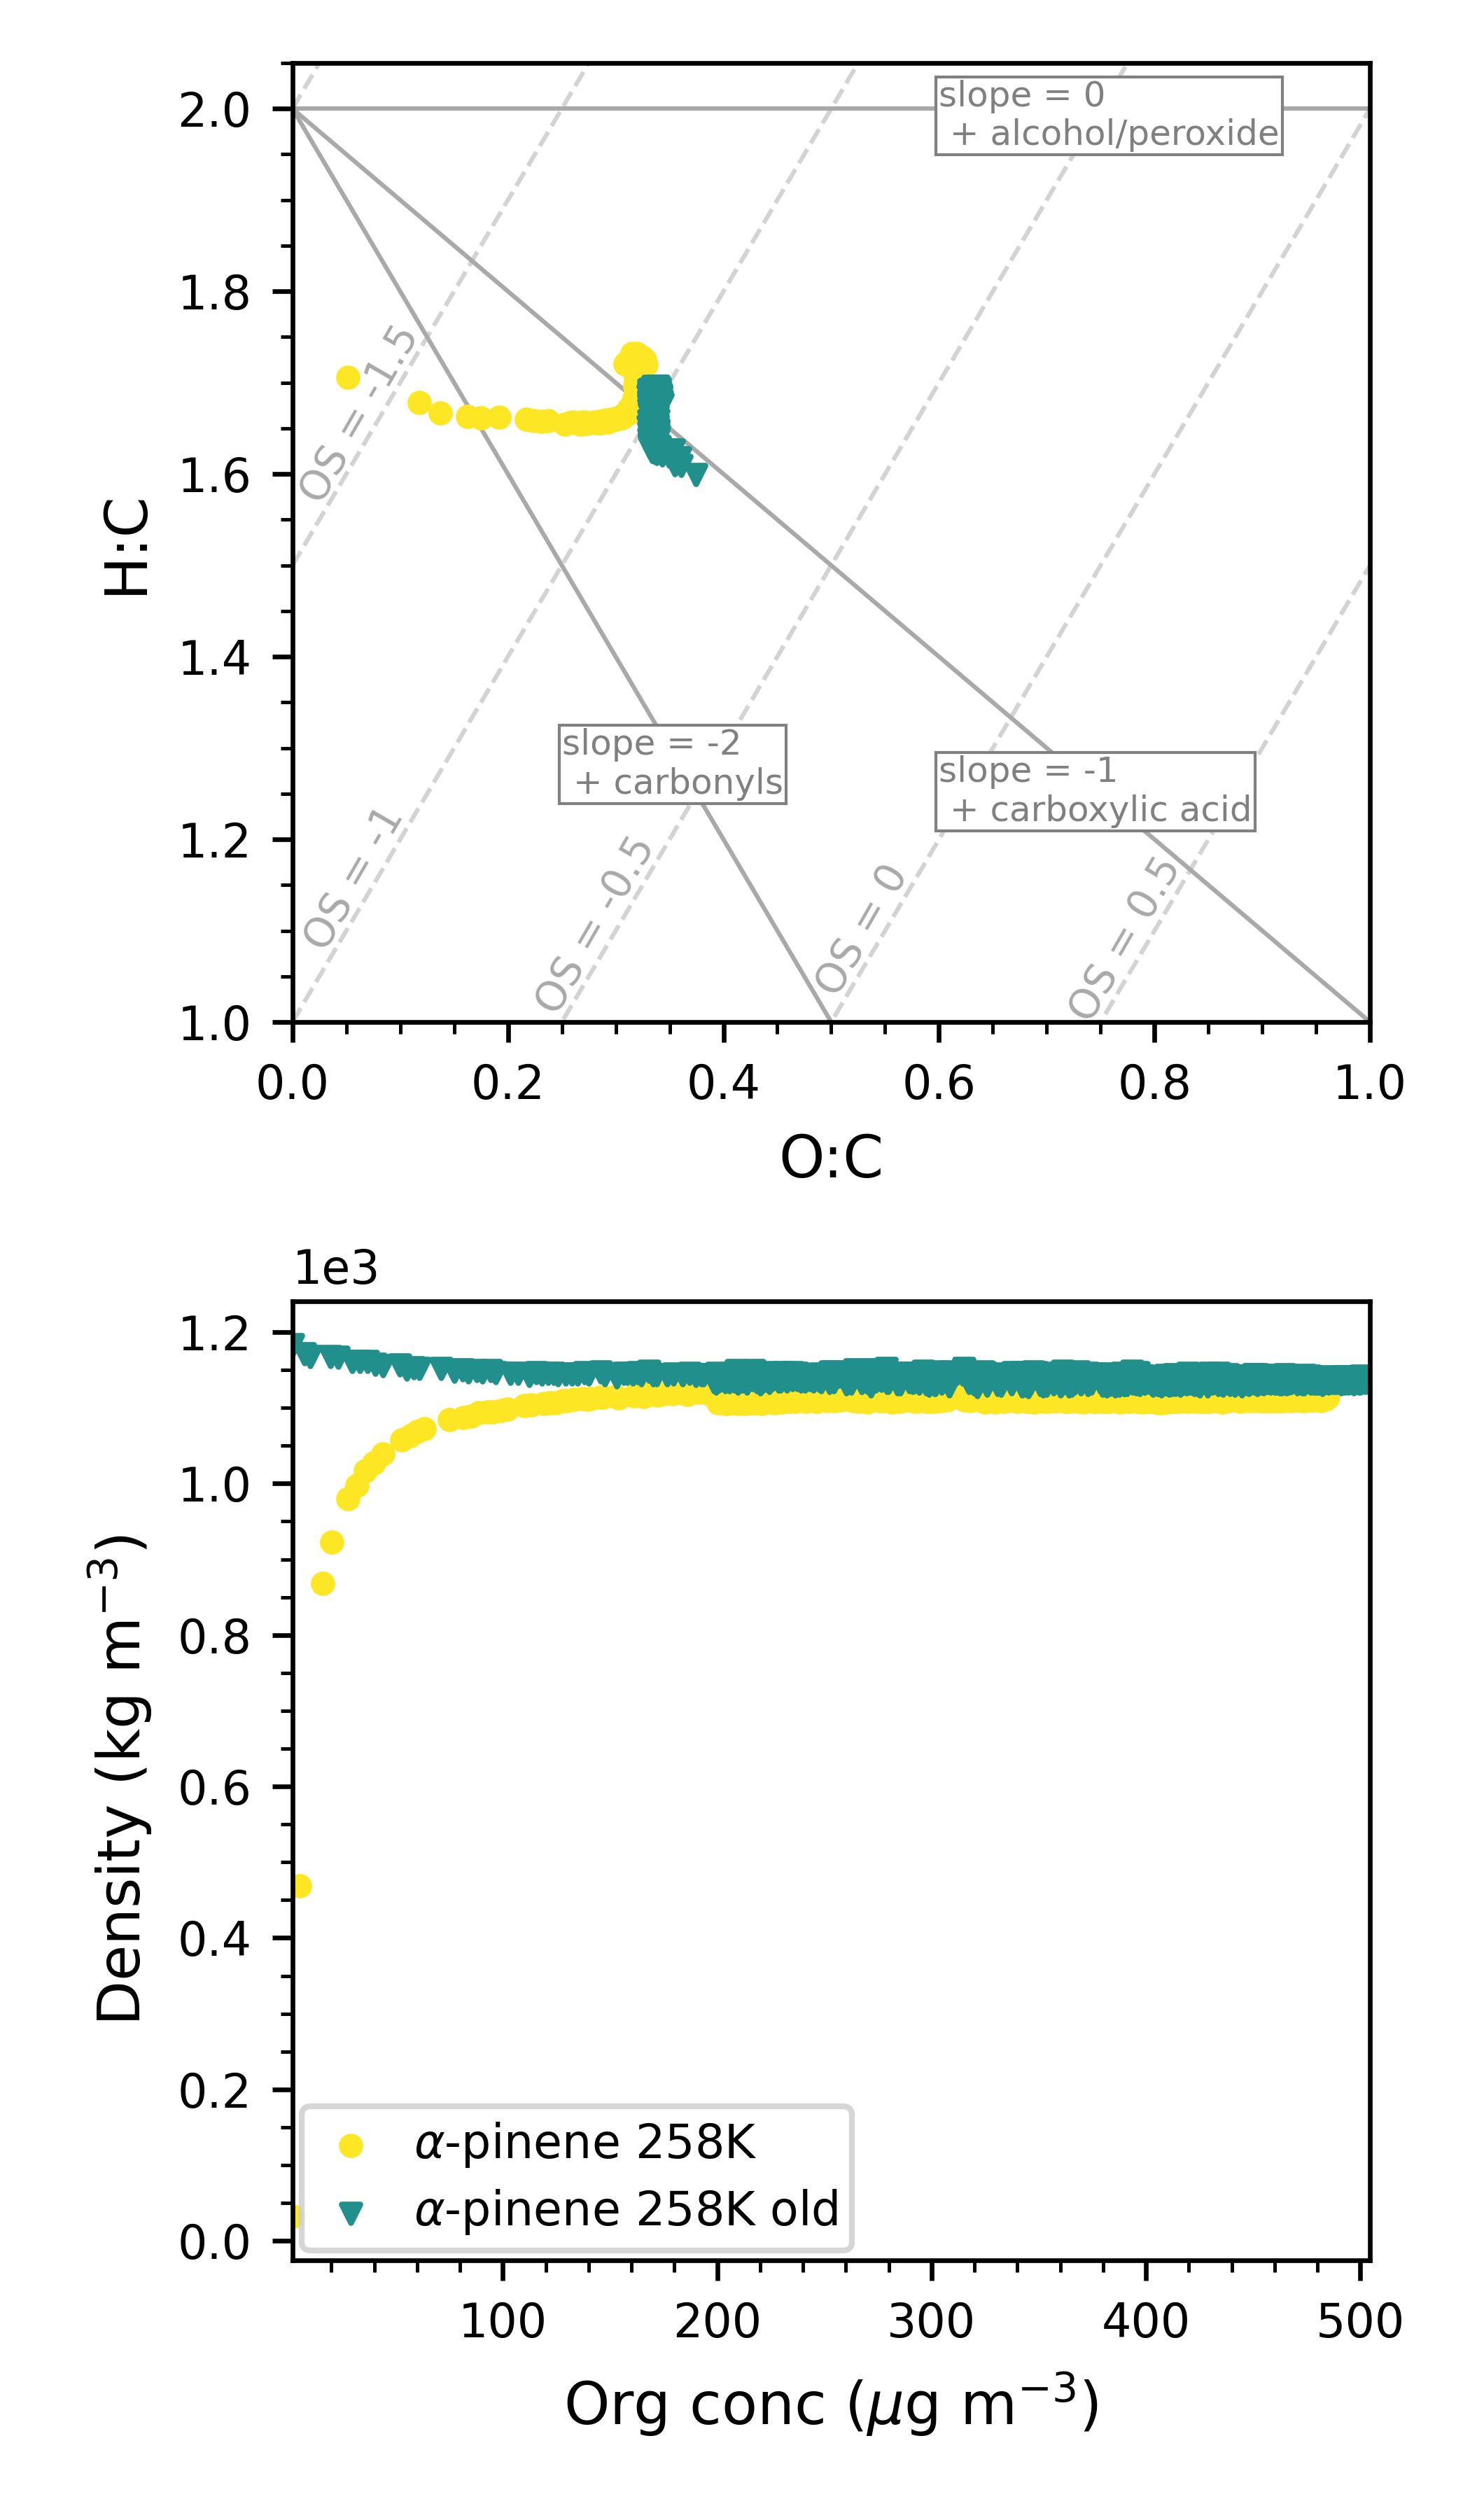 2.0
1.8
1.6
1.4
1.2
1.0
H:C
slope = 0
+ alcohol/peroxide
OS = -1.5
slope = -2
+ carbonyls
slope = -1
+ carboxylic acid
OS = -1
OS = -0.5
OS = 0
OS = 0.5
0.0 0.2 0.4 0.6 0.8 1.0
O:C
1e3
1.2
1.0
0.8
0.6
0.4
0.2
0.0
Density (kg m⁻³)
α-pinene 258K
α-pinene 258K old
100 200 300 400 500
Org conc (μg m⁻³)